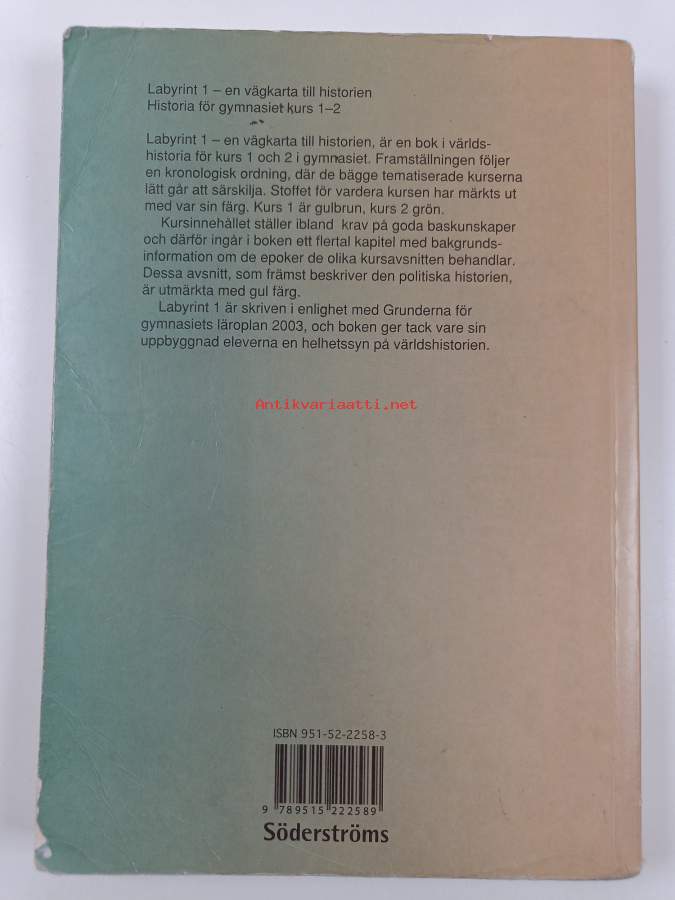 Labyrint 1 – en vägkarta till historien
Historia för gymnasiet kurs 1–2
Labyrint 1 – en vägkarta till historien, är en bok i världs-
historia för kurs 1 och 2 i gymnasiet. Framställningen följer
en kronologisk ordning, där de bägge tematiserade kurserna
lätt går att särskilja. Stoffet för vardera kursen har märkts ut
med var sin färg. Kurs 1 är gulbrun, kurs 2 grön.
Kursinnehållet ställer ibland krav på goda baskunskaper
och därför ingår i boken ett flertal kapitel med bakgrunds-
information om de epoker de olika kursavsnitten behandlar.
Dessa avsnitt, som främst beskriver den politiska historien,
är utmärkta med gul färg.
Labyrint 1 är skriven i enlighet med Grunderna för
gymnasiets läroplan 2003, och boken ger tack vare sin
uppbyggnad eleverna en helhetssyn på världshistorien.
Antikvariaatti.net
ISBN 951-52-2258-3
9 789515 222589
Söderströms